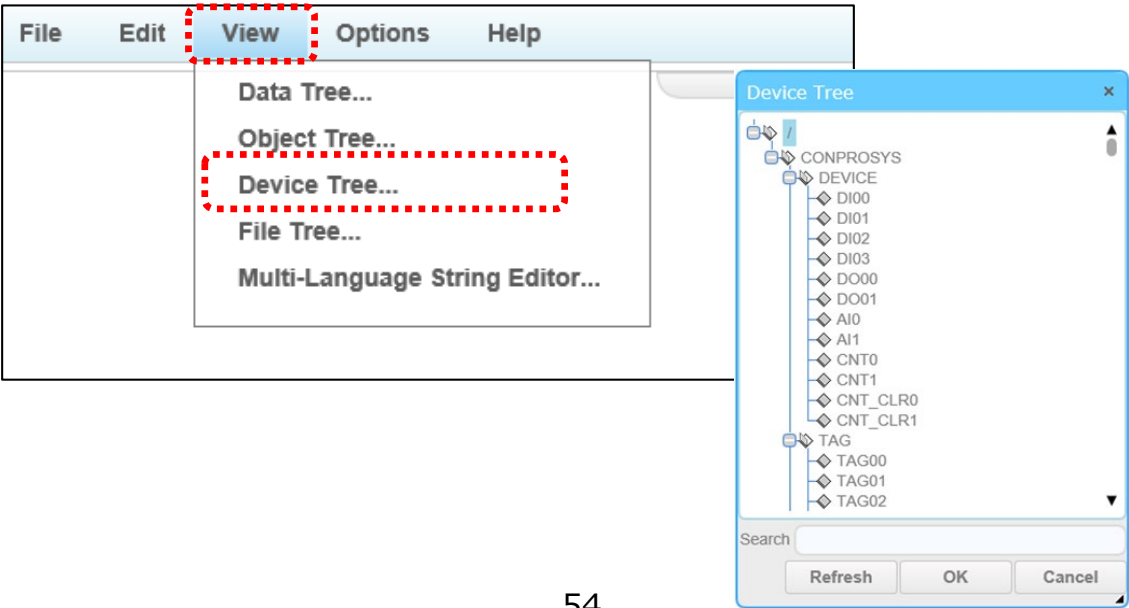 File Edit View Options Help
Data Tree...
Object Tree...
Device Tree...
File Tree...
Multi-Language String Editor...
Device Tree ×
/
CONPROSYS
DEVICE
DI00
DI01
DI02
DI03
DO00
DO01
AI0
AI1
CNT0
CNT1
CNT_CLR0
CNT_CLR1
TAG
TAG00
TAG01
TAG02
Search
Refresh OK Cancel
54